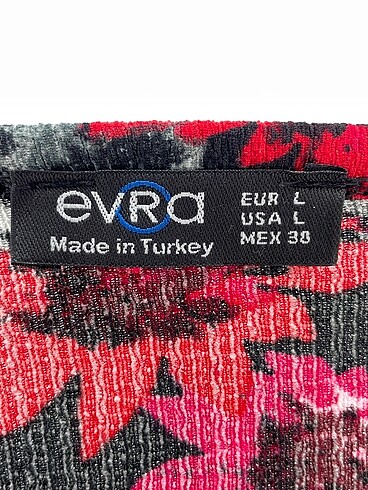 evRa
Made in Turkey
EUR L
USA L
MEX 38